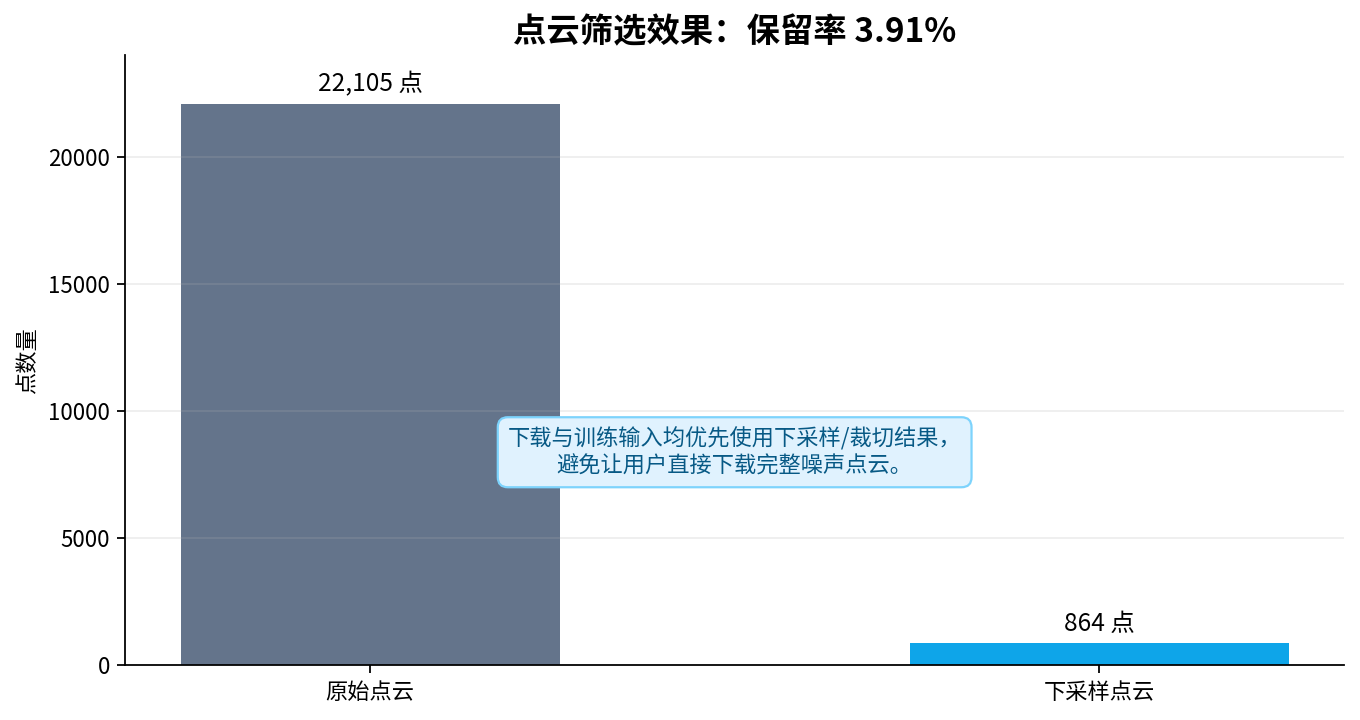 点云筛选效果：保留率 3.91%
22,105 点
20000
15000
10000
5000
0
点数量
下载与训练输入均优先使用下采样/裁切结果，
避免让用户直接下载完整噪声点云。
864 点
原始点云
下采样点云